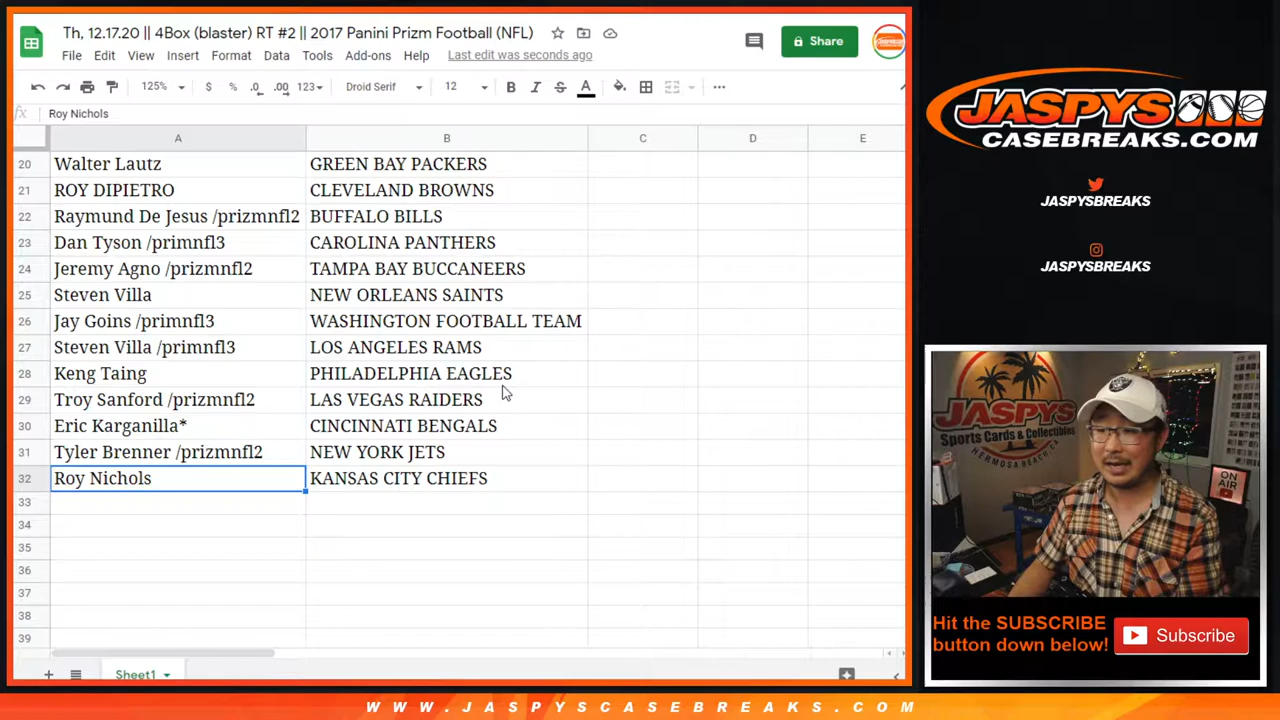 Th, 12.17.20 || 4Box (blaster) RT #2 || 2017 Panini Prizm Football (NFL)
File Edit View Insert Format Data Tools Add-ons Help Last edit was seconds ago
Share
125% $ % .0 .00 123 Droid Serif 12 B I S A
fx Roy Nichols
A B C D E
20 Walter Lautz GREEN BAY PACKERS
21 ROY DIPIETRO CLEVELAND BROWNS
22 Raymund De Jesus /prizmnfl2 BUFFALO BILLS
23 Dan Tyson /primnfl3 CAROLINA PANTHERS
24 Jeremy Agno /prizmnfl2 TAMPA BAY BUCCANEERS
25 Steven Villa NEW ORLEANS SAINTS
26 Jay Goins /primnfl3 WASHINGTON FOOTBALL TEAM
27 Steven Villa /primnfl3 LOS ANGELES RAMS
28 Keng Taing PHILADELPHIA EAGLES
29 Troy Sanford /prizmnfl2 LAS VEGAS RAIDERS
30 Eric Karganilla* CINCINNATI BENGALS
31 Tyler Brenner /prizmnfl2 NEW YORK JETS
32 Roy Nichols KANSAS CITY CHIEFS
33
34
35
36
37
38
39
Sheet1
JASPYS
CASEBREAKS.COM
JASPYSBREAKS
JASPYSBREAKS
JASPYS
Sports Cards & Collectibles
HERMOSA BEACH CA
ON AIR
Hit the SUBSCRIBE
button down below!
Subscribe
WWW.JASPYSCASEBREAKS.COM